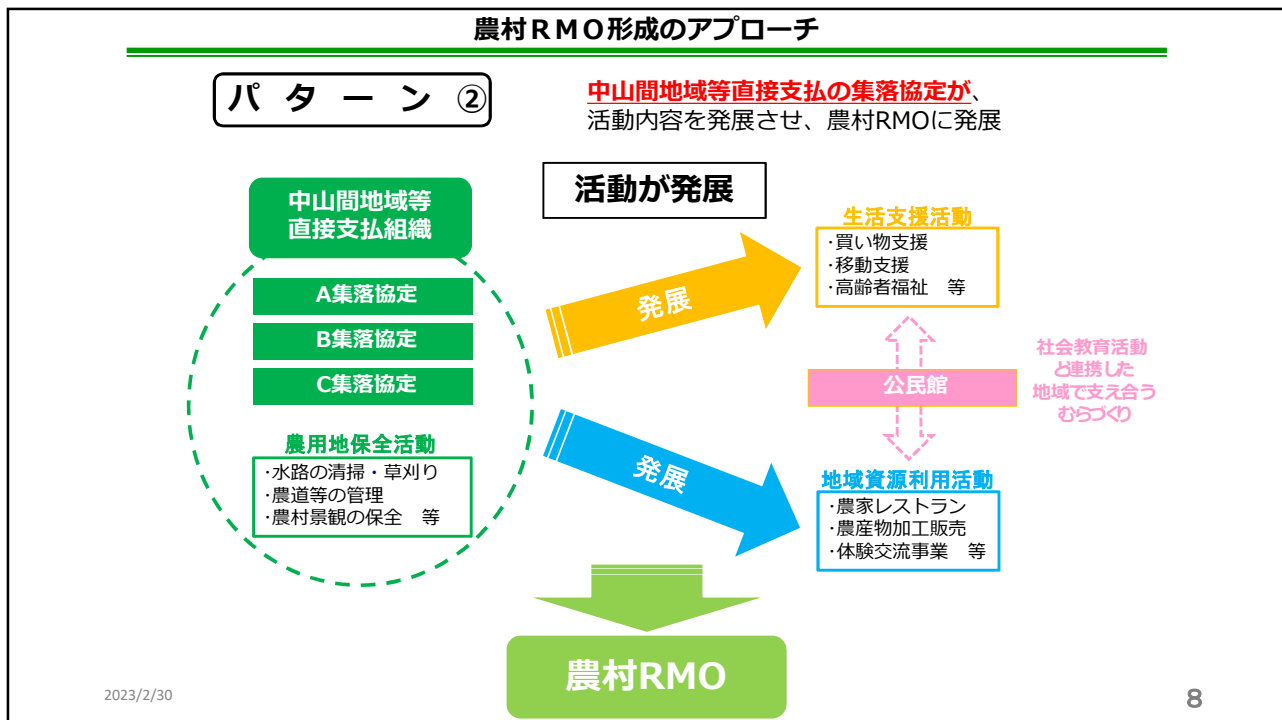 農村ＲＭＯ形成のアプローチ
パターン②
中山間地域等直接支払の集落協定が、
活動内容を発展させ、農村RMOに発展
活動が発展
中山間地域等
直接支払組織
A集落協定
B集落協定
C集落協定
農用地保全活動
・水路の清掃・草刈り
・農道等の管理
・農村景観の保全　等
発展
発展
生活支援活動
・買い物支援
・移動支援
・高齢者福祉　等
公民館
社会教育活動
と連携した
地域で支え合う
むらづくり
地域資源利用活動
・農家レストラン
・農産物加工販売
・体験交流事業　等
農村RMO
2023/2/30
8